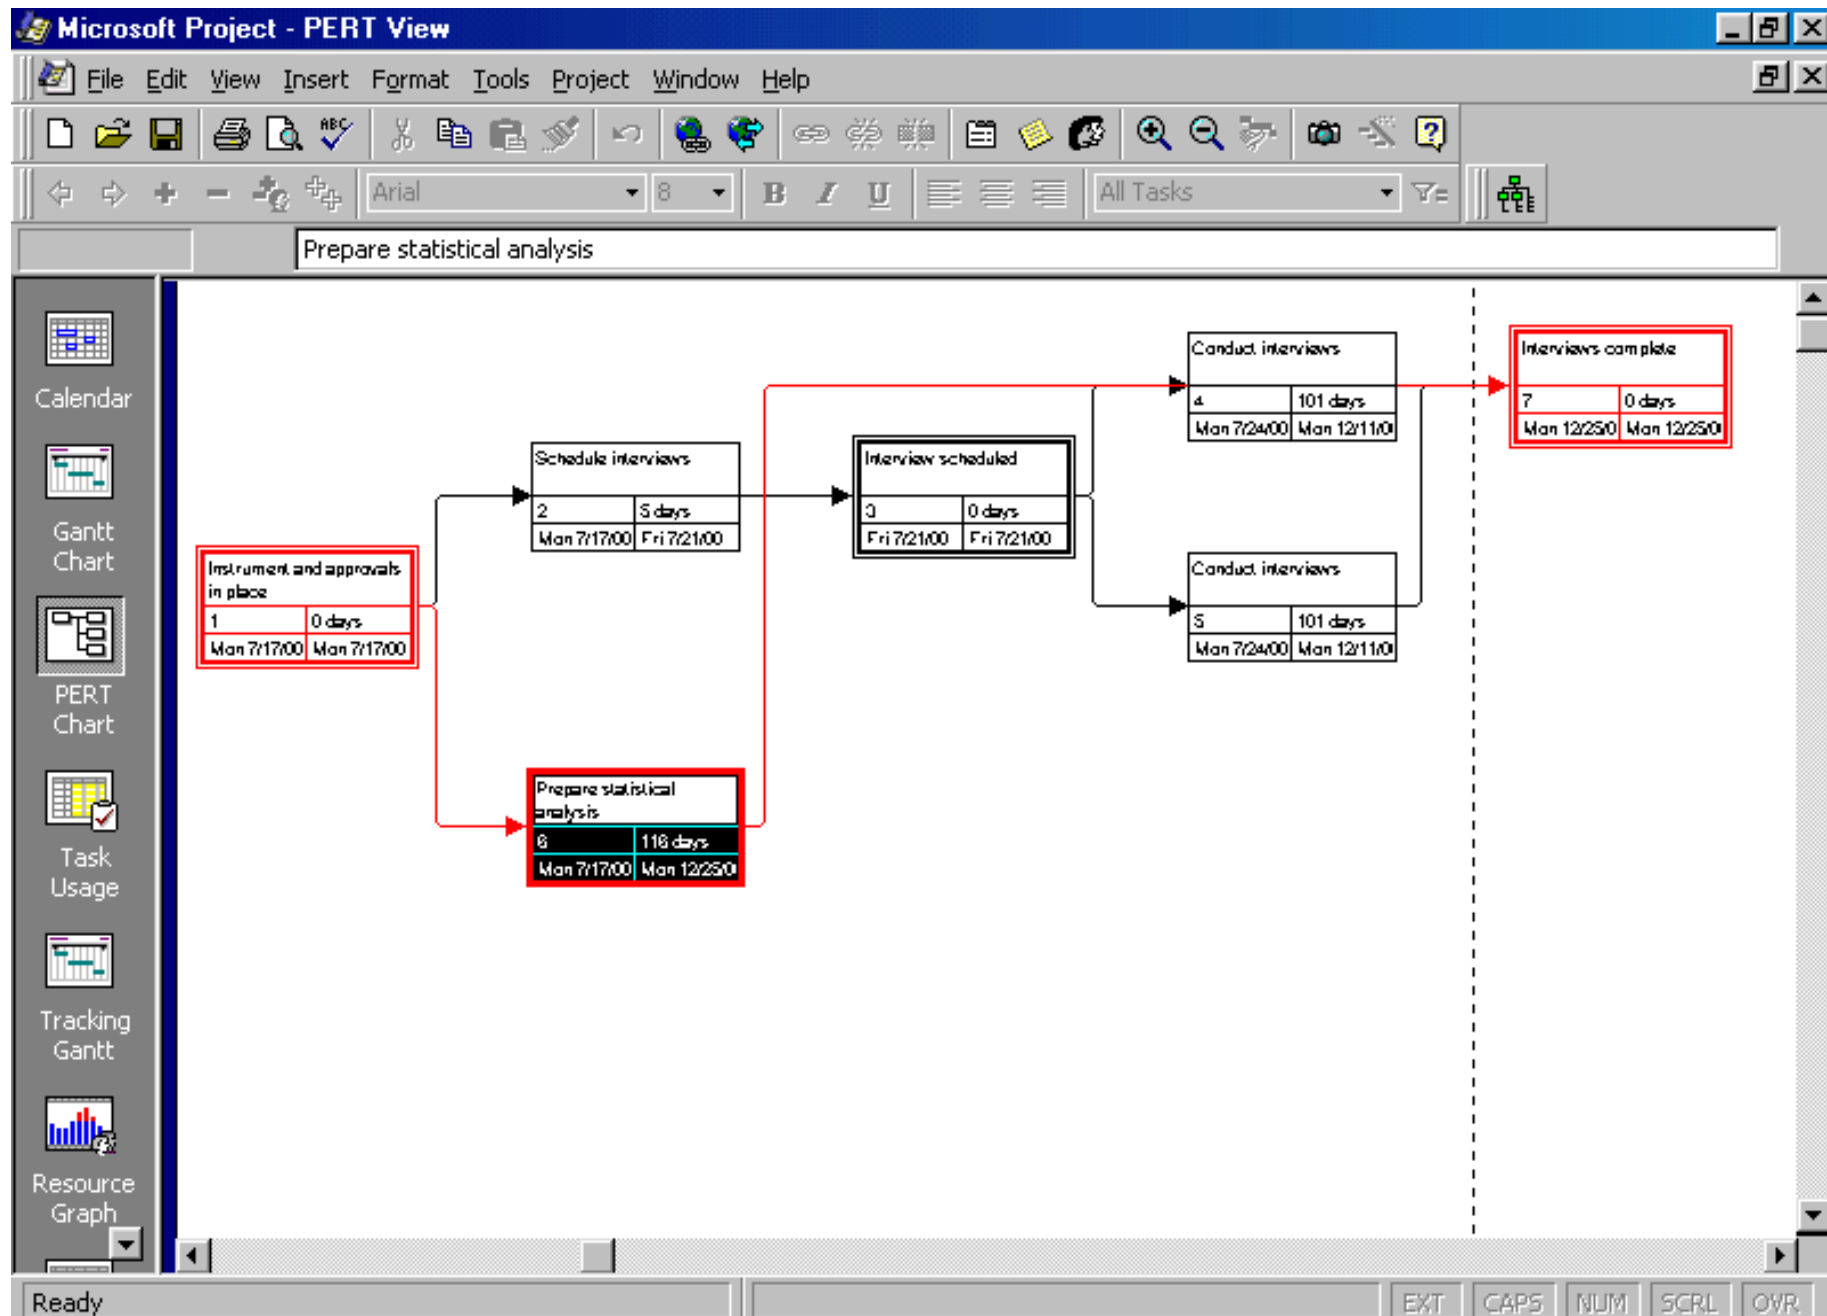 Microsoft Project - PERT View
File Edit View Insert Format Tools Project Window Help
ABC
Arial 8 B I U All Tasks
Prepare statistical analysis
Calendar
Gantt
Chart
PERT
Chart
Task
Usage
Tracking
Gantt
Resource
Graph
Instrument and approvals
in place
1 0 days
Mon 7/17/00 Mon 7/17/00
Schedule interviews
2 5 days
Mon 7/17/00 Fri 7/21/00
Prepare statistical
analysis
6 116 days
Mon 7/17/00 Mon 12/25/0
Interview scheduled
3 0 days
Fri 7/21/00 Fri 7/21/00
Conduct interviews
4 101 days
Mon 7/24/00 Mon 12/11/0
Conduct interviews
5 101 days
Mon 7/24/00 Mon 12/11/0
Interviews complete
7 0 days
Mon 12/25/0 Mon 12/25/0
Ready EXT CAPS NUM SCRL OVR